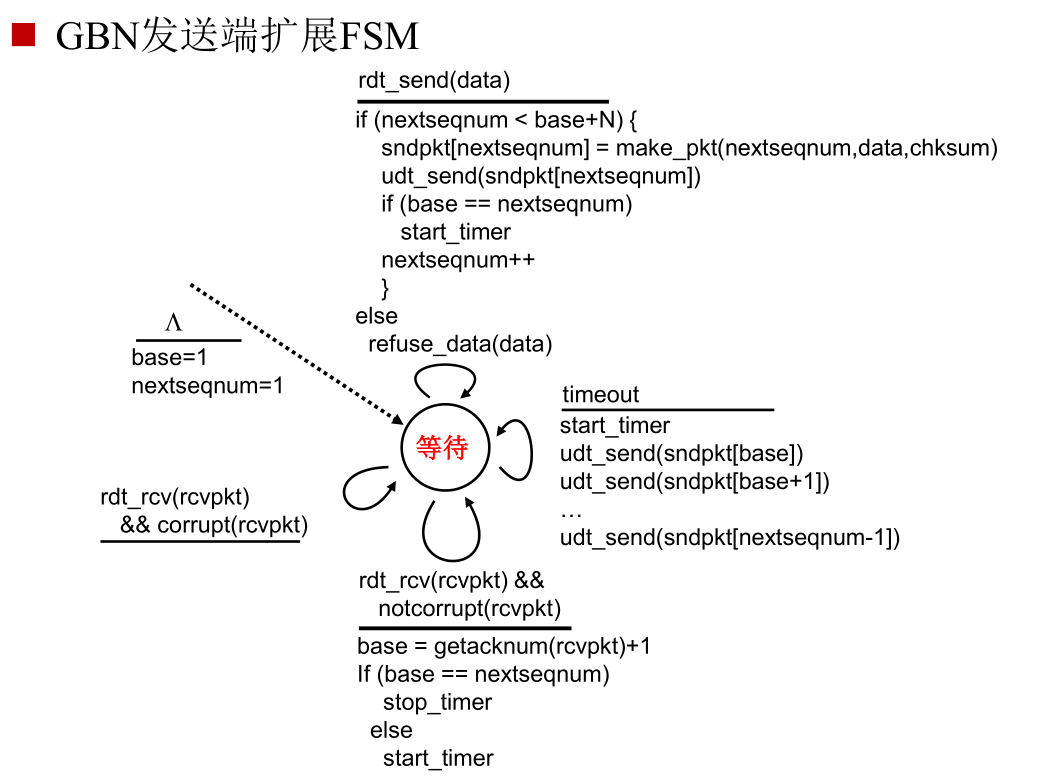 GBN发送端扩展FSM
rdt_send(data)
if (nextseqnum < base+N) {
sndpkt[nextseqnum] = make_pkt(nextseqnum,data,chksum)
udt_send(sndpkt[nextseqnum])
if (base == nextseqnum)
start_timer
nextseqnum++
}
else
refuse_data(data)
Λ
base=1
nextseqnum=1
timeout
start_timer
udt_send(sndpkt[base])
udt_send(sndpkt[base+1])
…
udt_send(sndpkt[nextseqnum-1])
等待
rdt_rcv(rcvpkt)
&& corrupt(rcvpkt)
rdt_rcv(rcvpkt) &&
notcorrupt(rcvpkt)
base = getacknum(rcvpkt)+1
If (base == nextseqnum)
stop_timer
else
start_timer